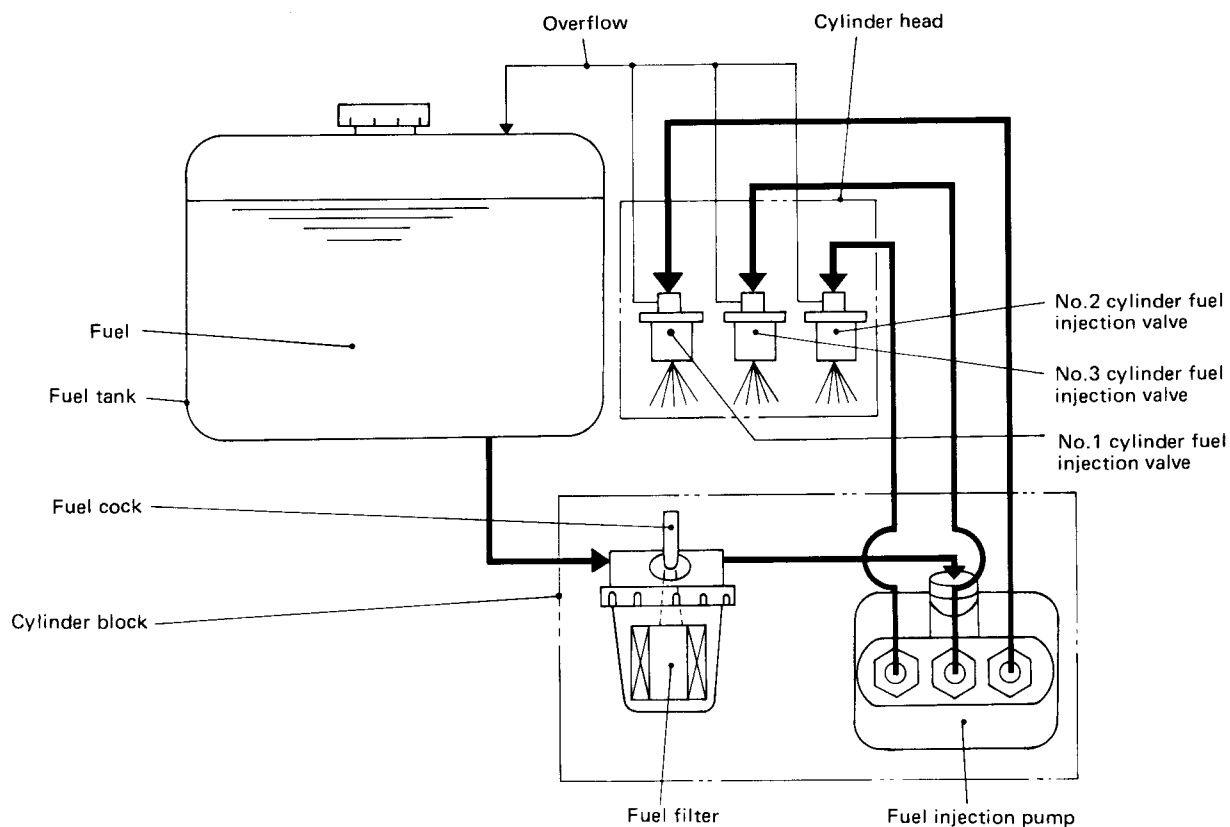 Overflow
Cylinder head
Fuel
Fuel tank
No.2 cylinder fuel
injection valve
No.3 cylinder fuel
injection valve
No.1 cylinder fuel
injection valve
Fuel cock
Cylinder block
Fuel filter
Fuel injection pump